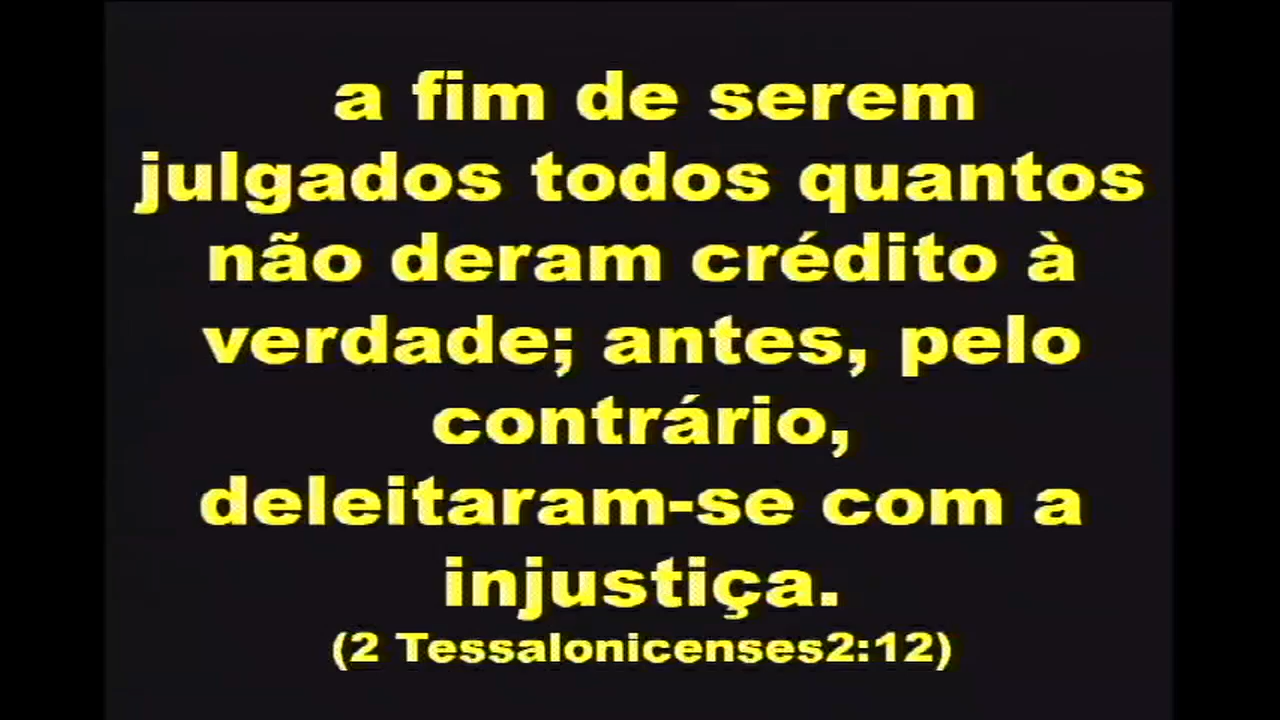 a fim de serem
julgados todos quantos
não deram crédito à
verdade; antes, pelo
contrário,
deleitaram-se com a
injustiça.
(2 Tessalonicenses2:12)